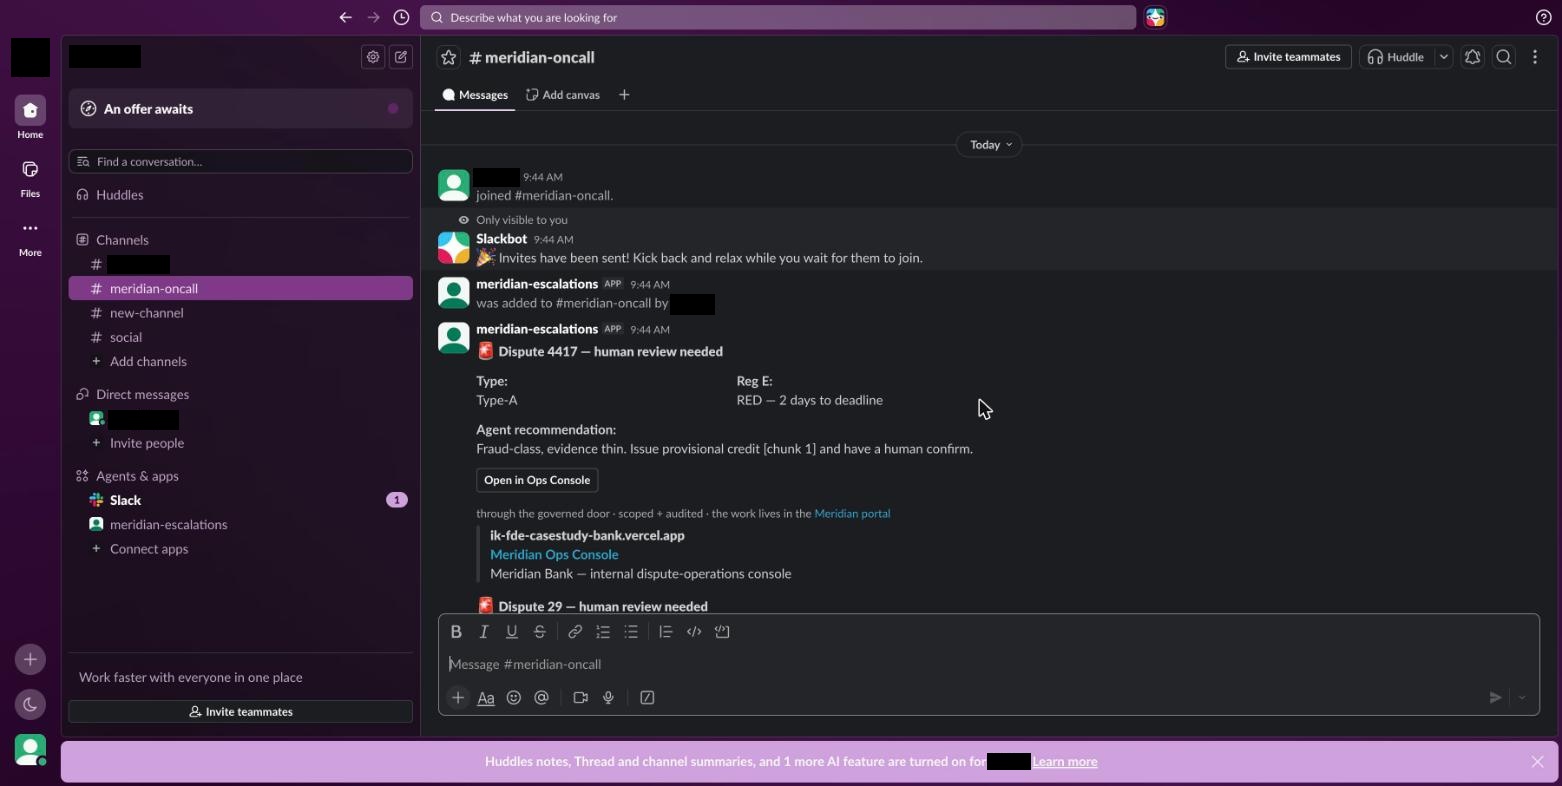 Describe what you are looking for
Home
Files
More
An offer awaits
Find a conversation...
Huddles
Channels
#
# meridian-oncall
# new-channel
# social
+ Add channels
Direct messages
+ Invite people
Agents & apps
Slack 1
meridian-escalations
+ Connect apps
Work faster with everyone in one place
Invite teammates
# meridian-oncall
Invite teammates
Huddle
Messages
Add canvas
+
Today
9:44 AM
joined #meridian-oncall.
Only visible to you
Slackbot 9:44 AM
🎉 Invites have been sent! Kick back and relax while you wait for them to join.
meridian-escalations APP 9:44 AM
was added to #meridian-oncall by
meridian-escalations APP 9:44 AM
🚨 Dispute 4417 — human review needed
Type: Reg E:
Type-A RED — 2 days to deadline
Agent recommendation:
Fraud-class, evidence thin. Issue provisional credit [chunk 1] and have a human confirm.
Open in Ops Console
through the governed door · scoped + audited · the work lives in the Meridian portal
ik-fde-casestudy-bank.vercel.app
Meridian Ops Console
Meridian Bank — internal dispute-operations console
🚨 Dispute 29 — human review needed
B I U S
Message #meridian-oncall
+ Aa
Huddles notes, Thread and channel summaries, and 1 more AI feature are turned on for Learn more